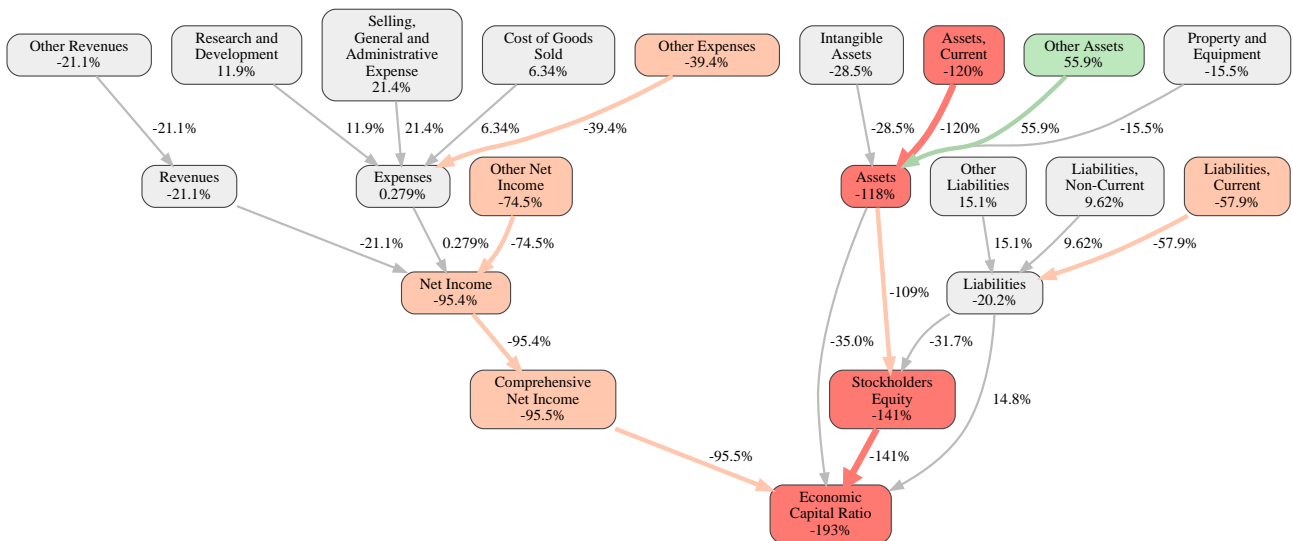 Other Revenues
-21.1%
Research and
Development
11.9%
Selling,
General and
Administrative
Expense
21.4%
Cost of Goods
Sold
6.34%
Other Expenses
-39.4%
Intangible
Assets
-28.5%
Assets,
Current
-120%
Other Assets
55.9%
Property and
Equipment
-15.5%
-21.1%
11.9%
21.4%
6.34%
-39.4%
-28.5%
-120%
55.9%
-15.5%
Revenues
-21.1%
Expenses
0.279%
Other Net
Income
-74.5%
Assets
-118%
Other
Liabilities
15.1%
Liabilities,
Non-Current
9.62%
Liabilities,
Current
-57.9%
-21.1%
0.279%
-74.5%
15.1%
9.62%
-57.9%
Net Income
-95.4%
-109%
Liabilities
-20.2%
-95.4%
-35.0%
-31.7%
Comprehensive
Net Income
-95.5%
Stockholders
Equity
-141%
14.8%
-95.5%
-141%
Economic
Capital Ratio
-193%